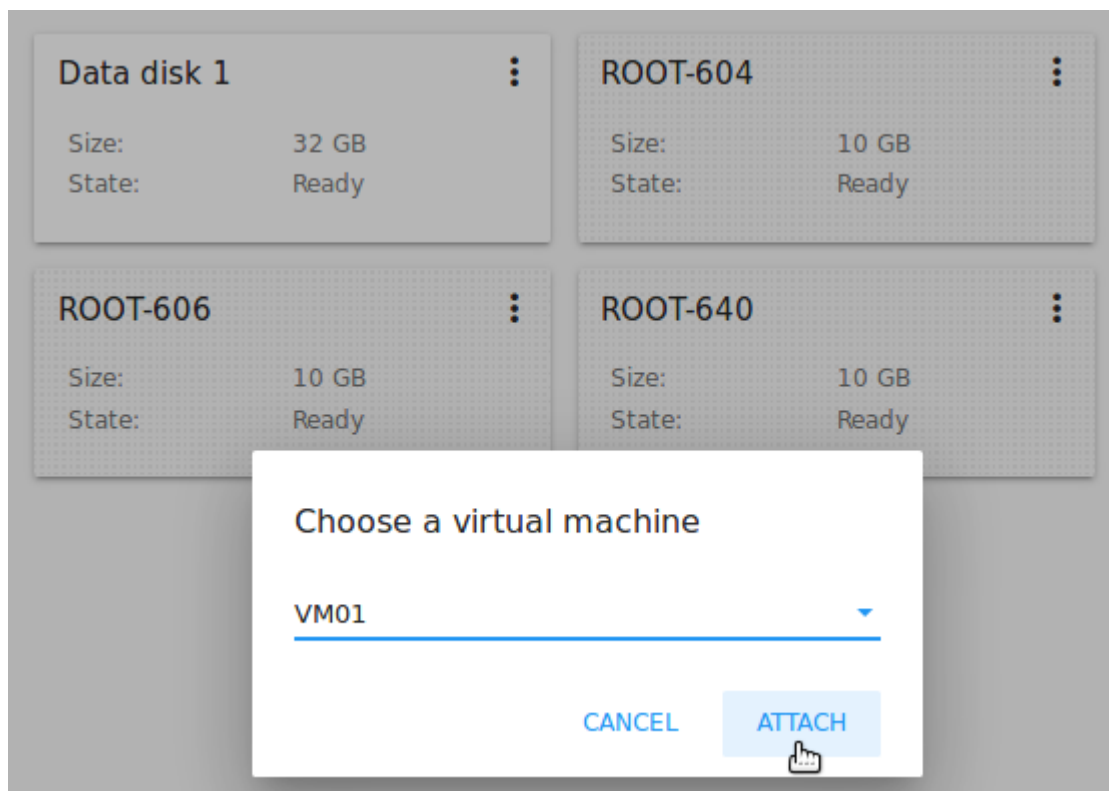 Data disk 1
Size: 32 GB
State: Ready
ROOT-604
Size: 10 GB
State: Ready
ROOT-606
Size: 10 GB
State: Ready
ROOT-640
Size: 10 GB
State: Ready
Choose a virtual machine
VM01
CANCEL ATTACH